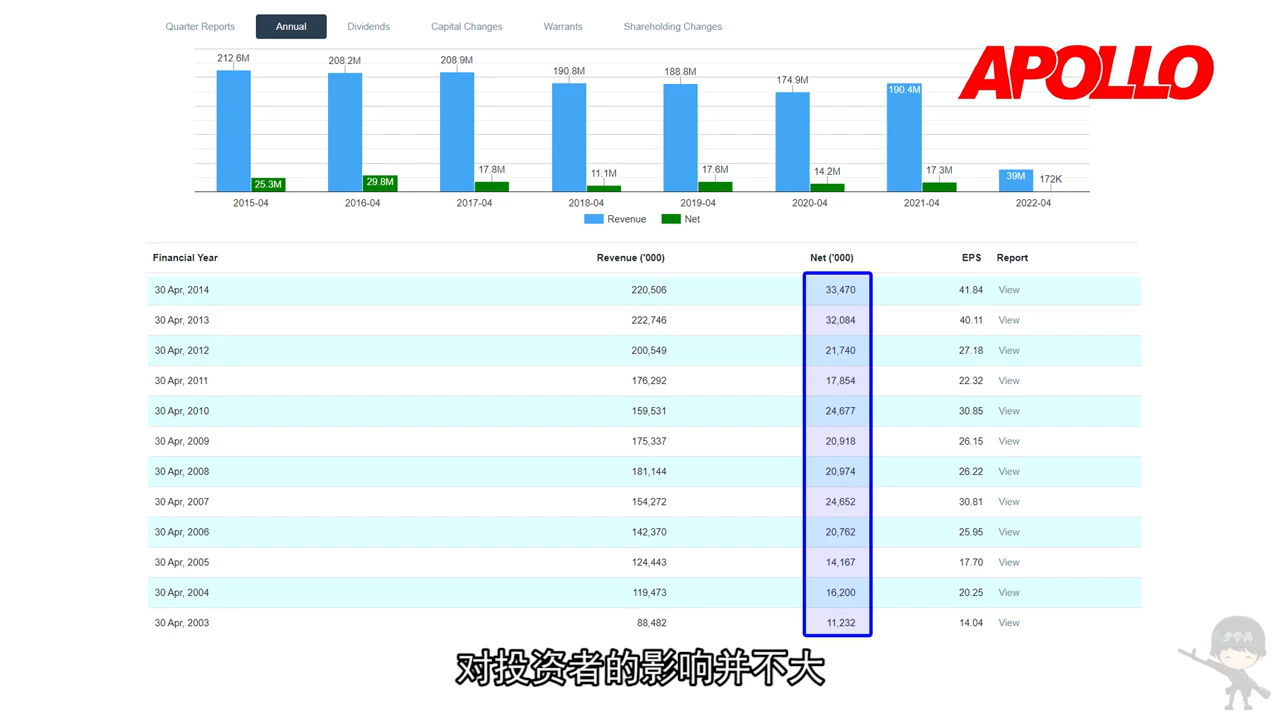 Quarter Reports Annual Dividends Capital Changes Warrants Shareholding Changes
APOLLO
212.6M 208.2M 208.9M 190.8M 188.8M 174.9M 190.4M 39M 172K
25.3M 29.8M 17.8M 11.1M 17.6M 14.2M 17.3M
2015-04 2016-04 2017-04 2018-04 2019-04 2020-04 2021-04 2022-04
Revenue Net
Financial Year Revenue ('000) Net ('000) EPS Report
30 Apr, 2014 220,506 33,470 41.84 View
30 Apr, 2013 222,746 32,084 40.11 View
30 Apr, 2012 200,549 21,740 27.18 View
30 Apr, 2011 176,292 17,854 22.32 View
30 Apr, 2010 159,531 24,677 30.85 View
30 Apr, 2009 175,337 20,918 26.15 View
30 Apr, 2008 181,144 20,974 26.22 View
30 Apr, 2007 154,272 24,652 30.81 View
30 Apr, 2006 142,370 20,762 25.95 View
30 Apr, 2005 124,443 14,167 17.70 View
30 Apr, 2004 119,473 16,200 20.25 View
30 Apr, 2003 88,482 11,232 14.04 View
对投资者的影响并不大